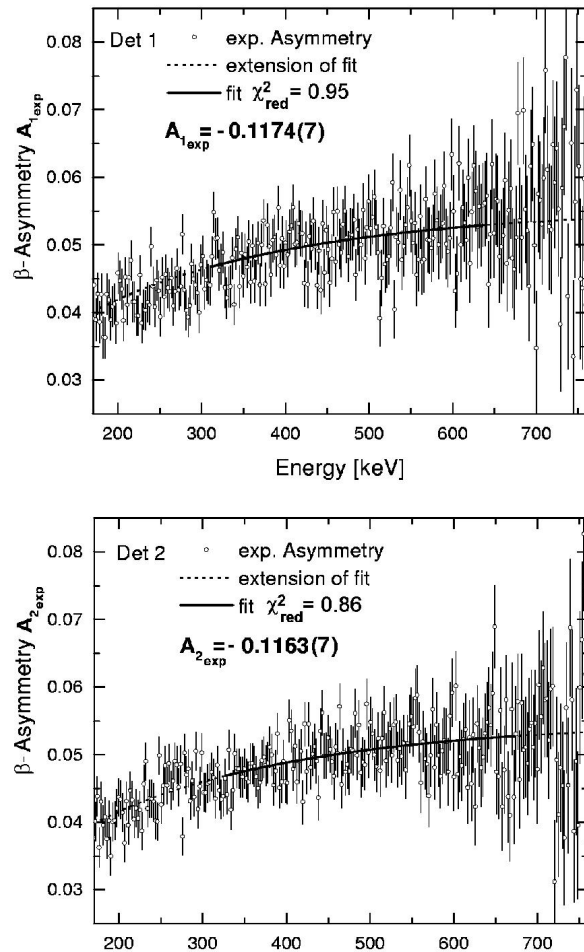 Det 1
exp. Asymmetry
extension of fit
fit χ²red = 0.95
A1exp = - 0.1174(7)
β- Asymmetry A1exp
0.08
0.07
0.06
0.05
0.04
0.03
200 300 400 500 600 700
Energy [keV]
Det 2
exp. Asymmetry
extension of fit
fit χ²red = 0.86
A2exp = - 0.1163(7)
β- Asymmetry A2exp
0.08
0.07
0.06
0.05
0.04
0.03
200 300 400 500 600 700